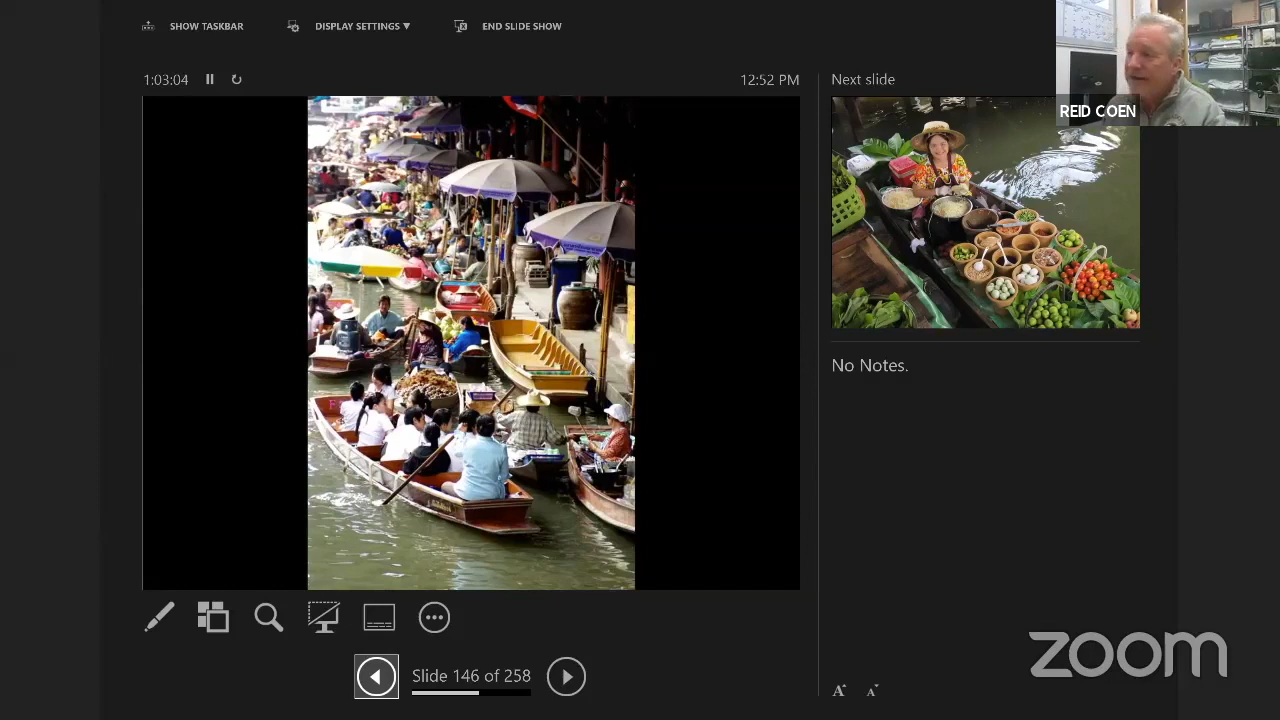 SHOW TASKBAR
DISPLAY SETTINGS ▼
END SLIDE SHOW
1:03:04
12:52 PM
Next slide
REID COEN
No Notes.
Slide 146 of 258
A A
zoom